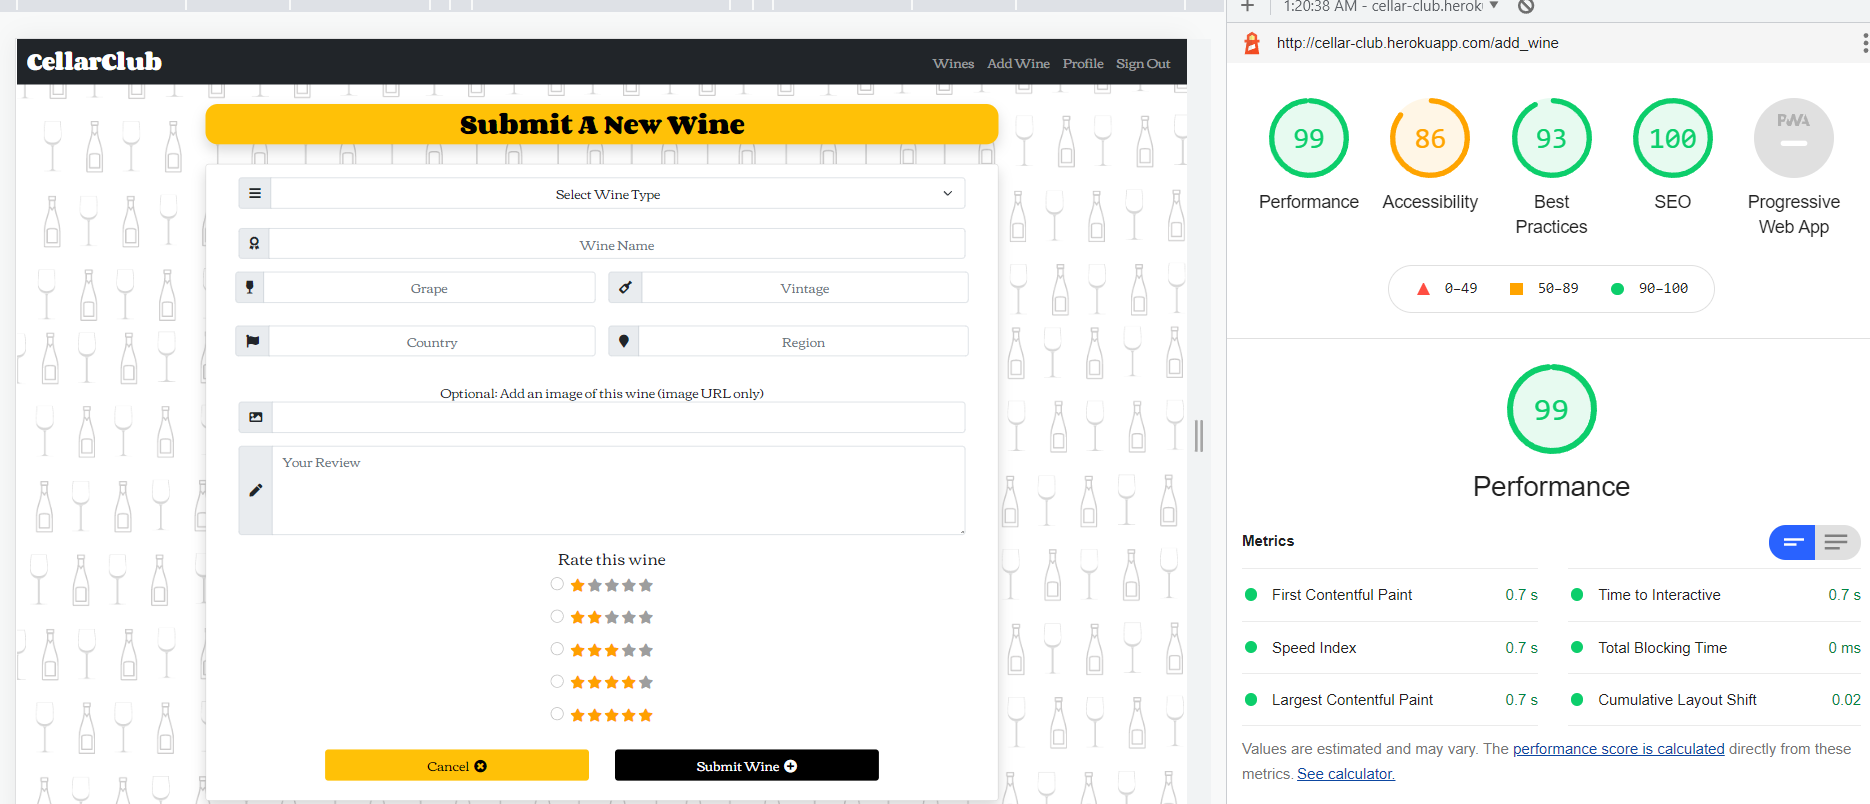 CellarClub
Wines Add Wine Profile Sign Out
Submit A New Wine
Select Wine Type
Wine Name
Grape
Vintage
Country
Region
Optional: Add an image of this wine (image URL only)
Your Review
Rate this wine
Cancel
Submit Wine
1:20:38 AM - cellar-club.heroku
http://cellar-club.herokuapp.com/add_wine
99
Performance
86
Accessibility
93
Best
Practices
100
SEO
PWA
Progressive
Web App
0–49
50–89
90–100
99
Performance
Metrics
First Contentful Paint 0.7 s
Time to Interactive 0.7 s
Speed Index 0.7 s
Total Blocking Time 0 ms
Largest Contentful Paint 0.7 s
Cumulative Layout Shift 0.02
Values are estimated and may vary. The performance score is calculated directly from these
metrics. See calculator.